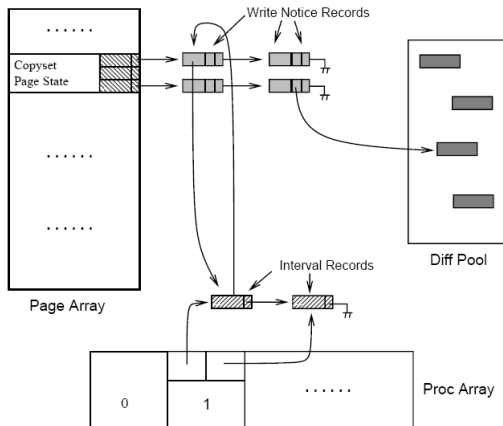 Write Notice Records
......
Copyset
Page State
......
......
Diff Pool
Interval Records
Page Array
Proc Array
......
0
1